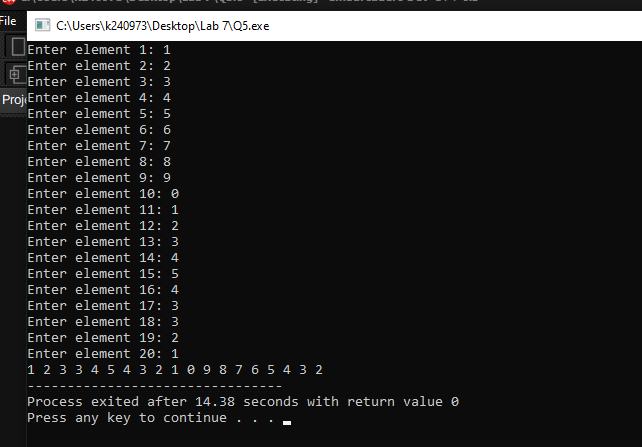 File
C:\Users\k240973\Desktop\Lab 7\Q5.exe
Proje
Enter element 1: 1
Enter element 2: 2
Enter element 3: 3
Enter element 4: 4
Enter element 5: 5
Enter element 6: 6
Enter element 7: 7
Enter element 8: 8
Enter element 9: 9
Enter element 10: 0
Enter element 11: 1
Enter element 12: 2
Enter element 13: 3
Enter element 14: 4
Enter element 15: 5
Enter element 16: 4
Enter element 17: 3
Enter element 18: 3
Enter element 19: 2
Enter element 20: 1
1 2 3 3 4 5 4 3 2 1 0 9 8 7 6 5 4 3 2
--------------------------------
Process exited after 14.38 seconds with return value 0
Press any key to continue . . .